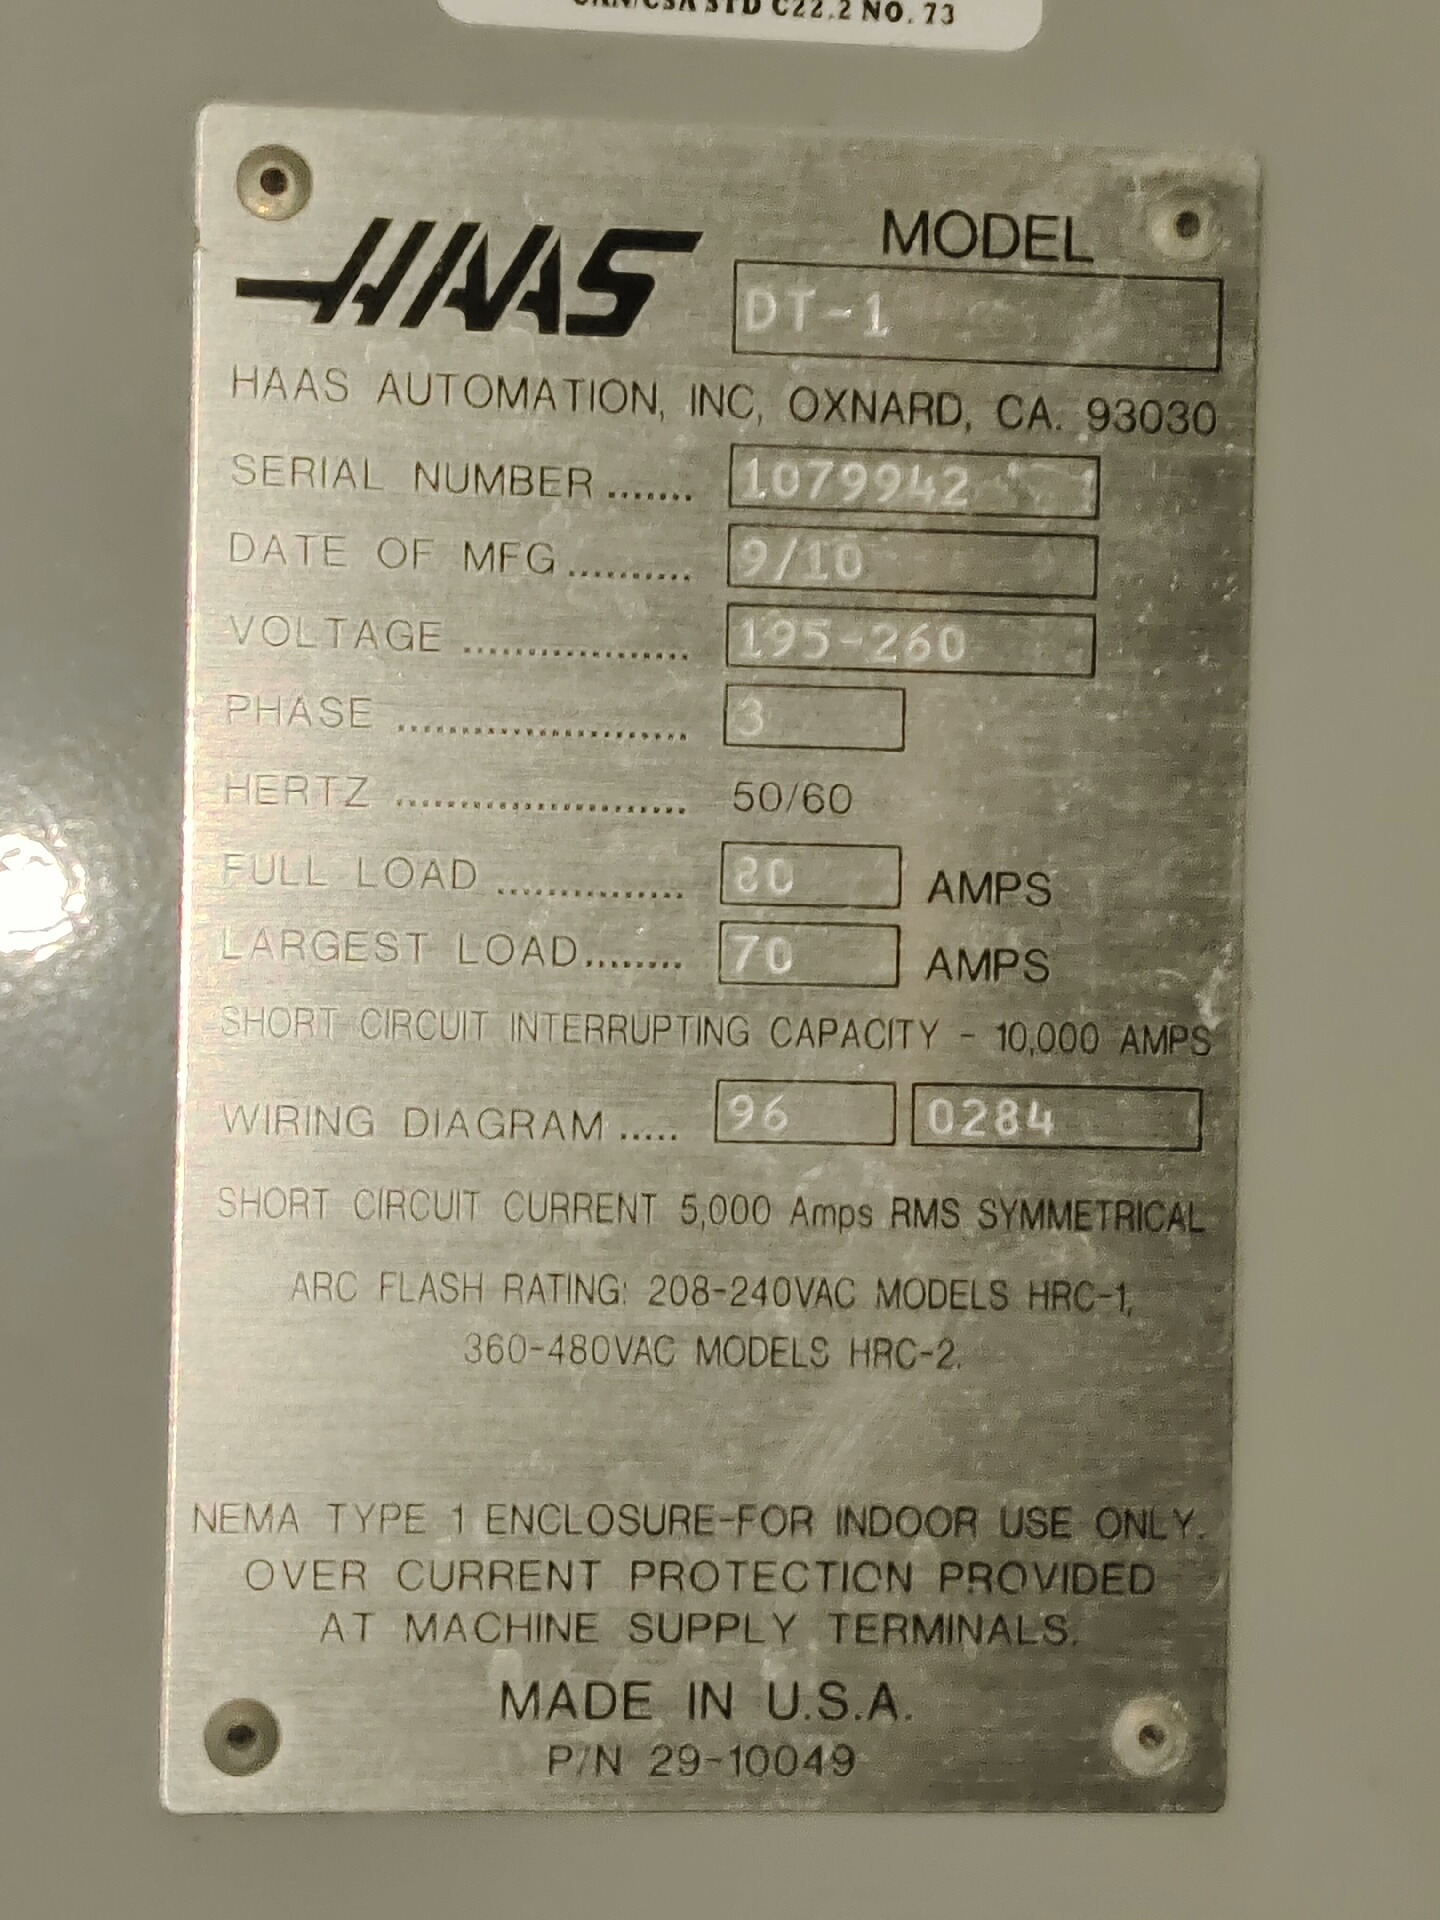 CAN/CSA STD C22.2 NO. 73
HAAS
MODEL
DT-1
HAAS AUTOMATION, INC, OXNARD, CA. 93030
SERIAL NUMBER ....... 1079942
DATE OF MFG .......... 9/10
VOLTAGE .................. 195-260
PHASE ....................... 3
HERTZ ....................... 50/60
FULL LOAD ............... 80 AMPS
LARGEST LOAD ........ 70 AMPS
SHORT CIRCUIT INTERRUPTING CAPACITY - 10,000 AMPS
WIRING DIAGRAM ..... 96 0284
SHORT CIRCUIT CURRENT 5,000 Amps RMS SYMMETRICAL
ARC FLASH RATING: 208-240VAC MODELS HRC-1,
360-480VAC MODELS HRC-2.
NEMA TYPE 1 ENCLOSURE-FOR INDOOR USE ONLY.
OVER CURRENT PROTECTION PROVIDED
AT MACHINE SUPPLY TERMINALS.
MADE IN U.S.A.
P/N 29-10049